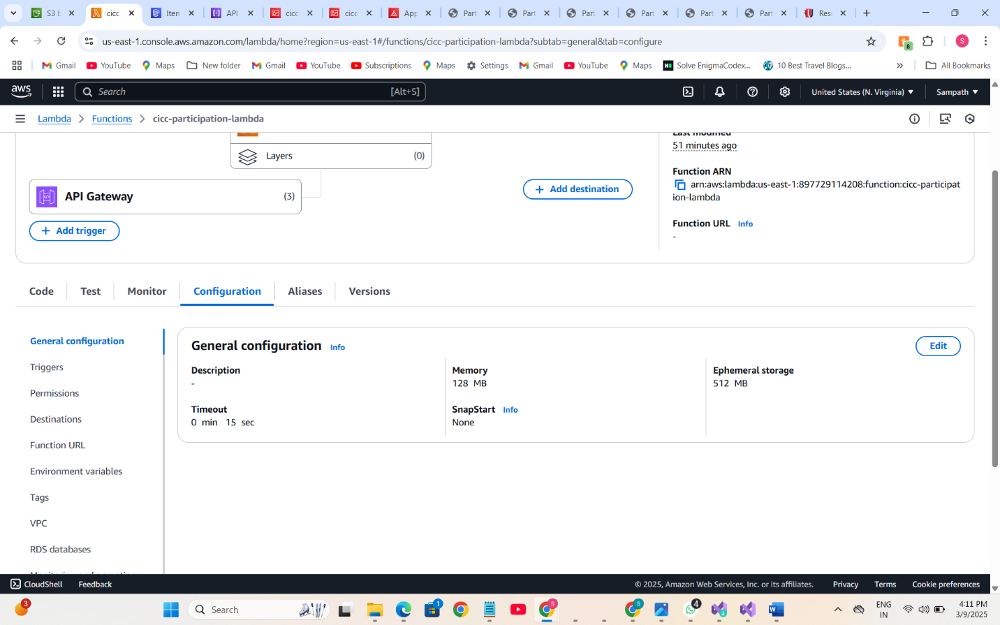 S3 b
cicc
Item
API
cicc
cicc
App
Part
Part
Part
Part
Part
Part
Res
us-east-1.console.aws.amazon.com/lambda/home?region=us-east-1#/functions/cicc-participation-lambda?subtab=general&tab=configure
8
S
Gmail
YouTube
Maps
New folder
Gmail
YouTube
Subscriptions
Maps
Settings
Gmail
YouTube
Maps
Solve EnigmaCodex...
10 Best Travel Blogs...
All Bookmarks
aws
Search
[Alt+S]
United States (N. Virginia)
Sampath
Lambda
Functions
cicc-participation-lambda
Last modified
51 minutes ago
Layers
(0)
Function ARN
arn:aws:lambda:us-east-1:897729114208:function:cicc-participat
ion-lambda
API Gateway
(3)
Add destination
Function URL Info
-
Add trigger
Code
Test
Monitor
Configuration
Aliases
Versions
General configuration
Triggers
Permissions
Destinations
Function URL
Environment variables
Tags
VPC
RDS databases
General configuration Info
Edit
Description
-
Memory
128 MB
Ephemeral storage
512 MB
Timeout
0 min 15 sec
SnapStart Info
None
CloudShell
Feedback
© 2025, Amazon Web Services, Inc. or its affiliates.
Privacy
Terms
Cookie preferences
3
Search
1
S
S
4
ENG
IN
4:11 PM
3/9/2025